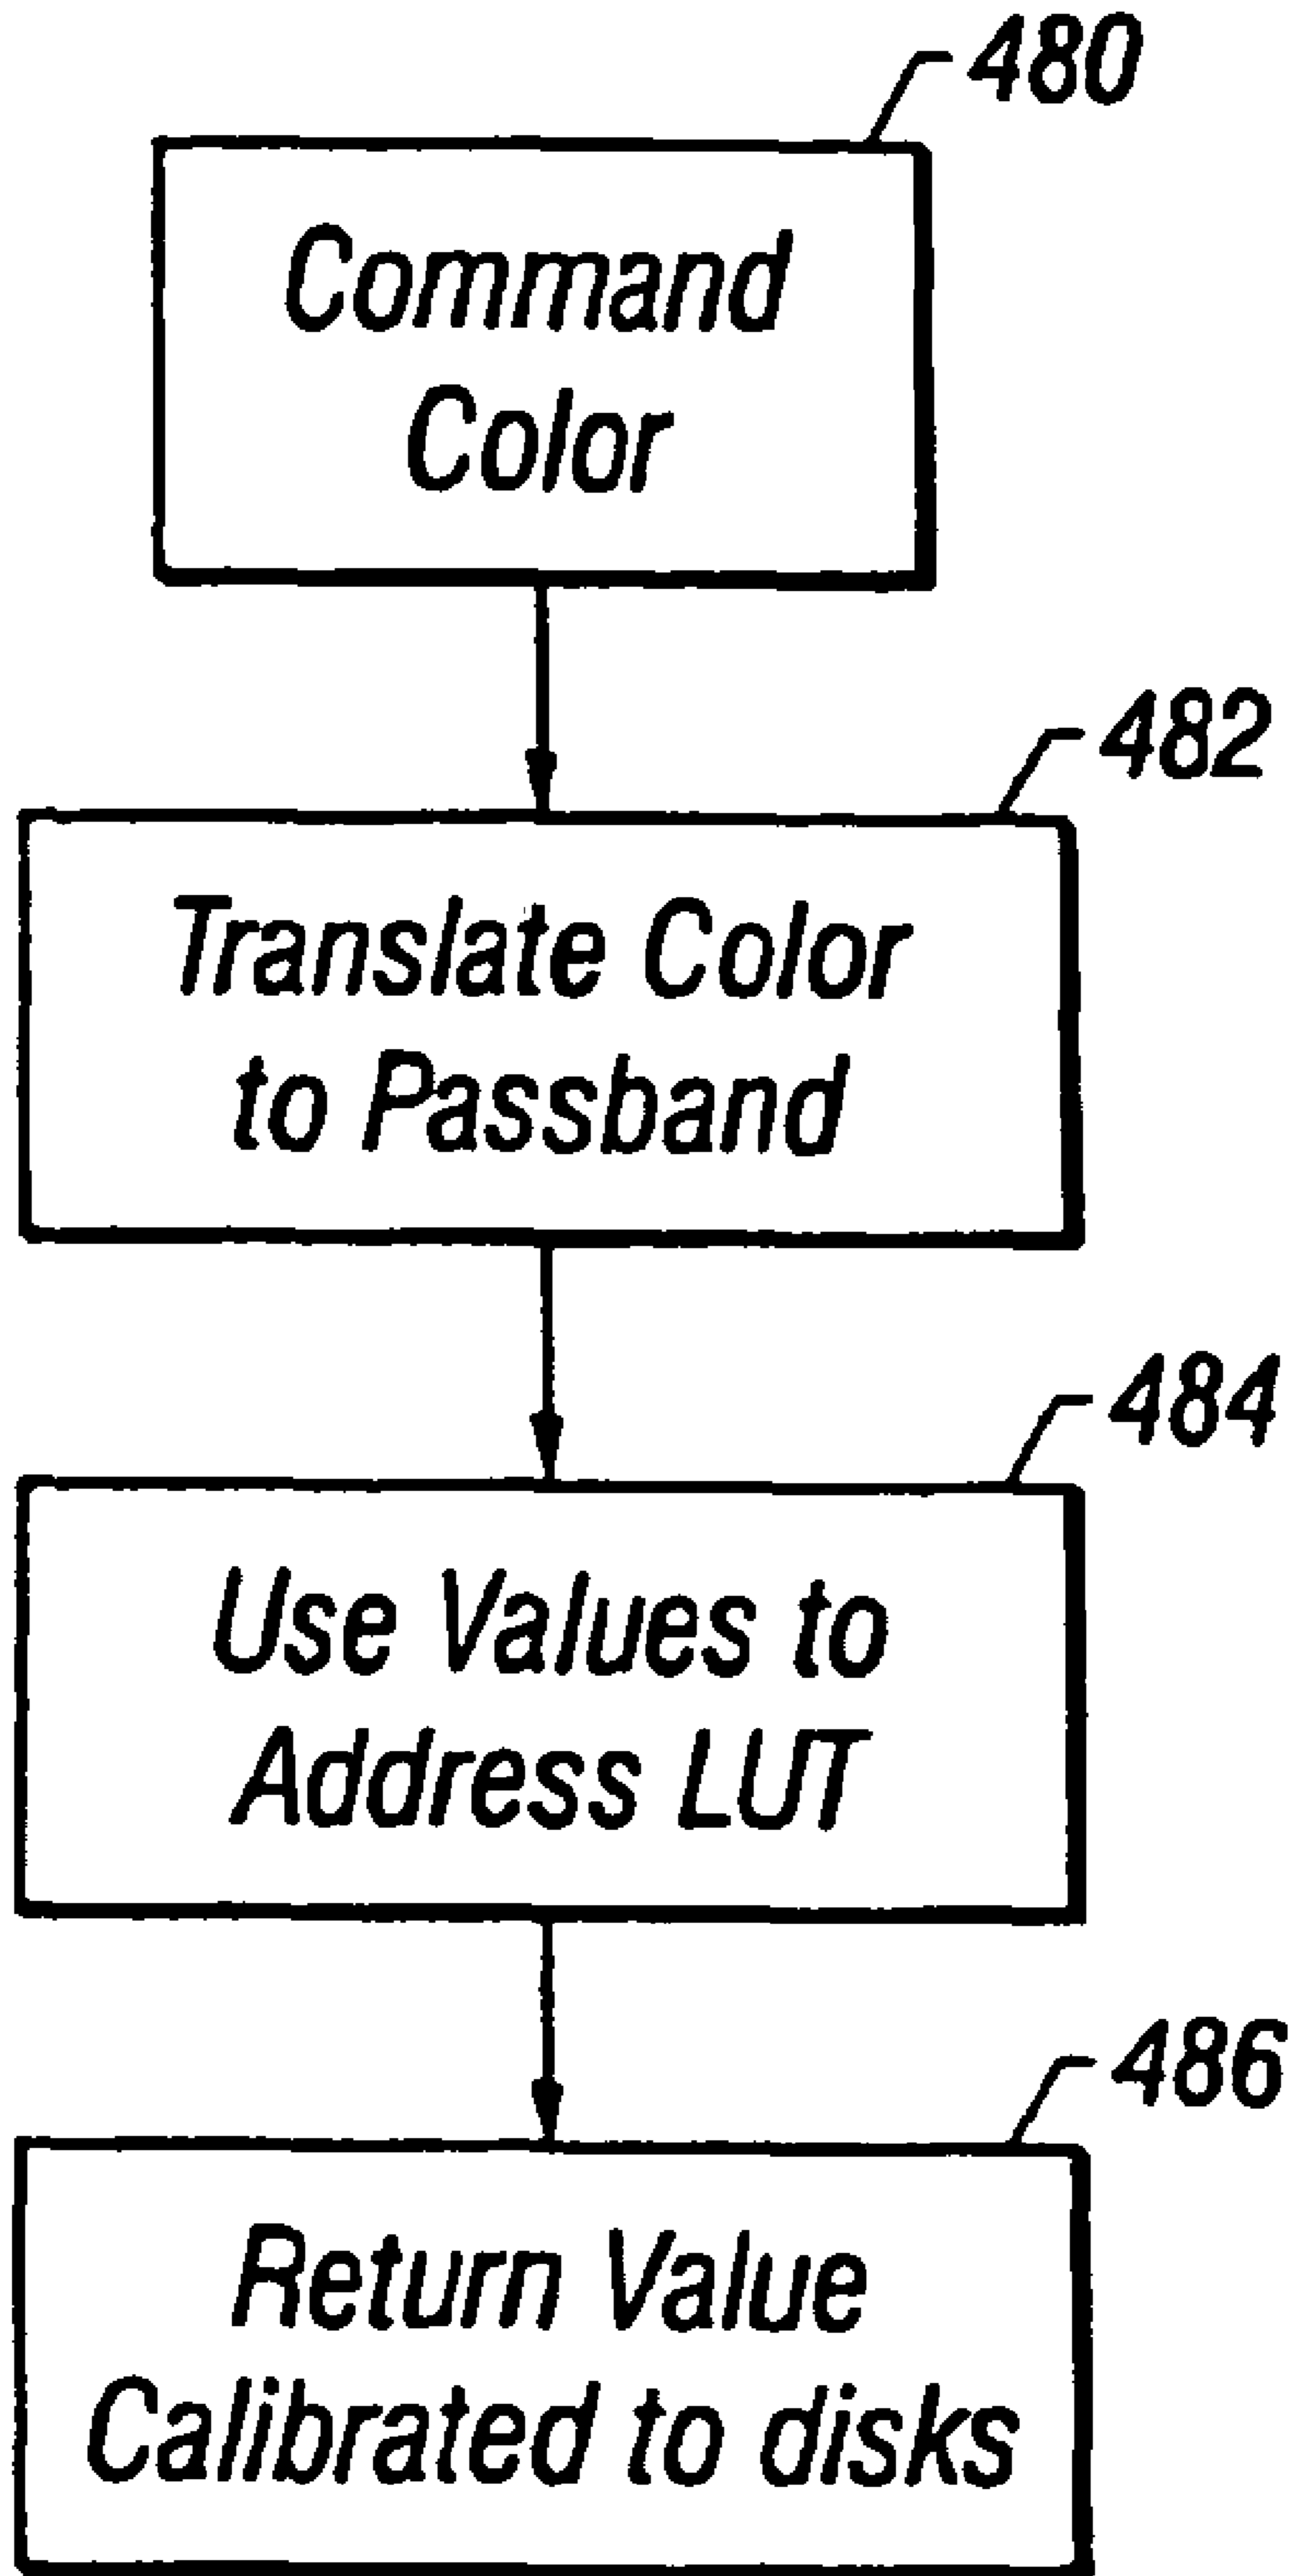 480
Command
Color
482
Translate Color
to Passband
484
Use Values to
Address LUT
486
Return Value
Calibrated to disks